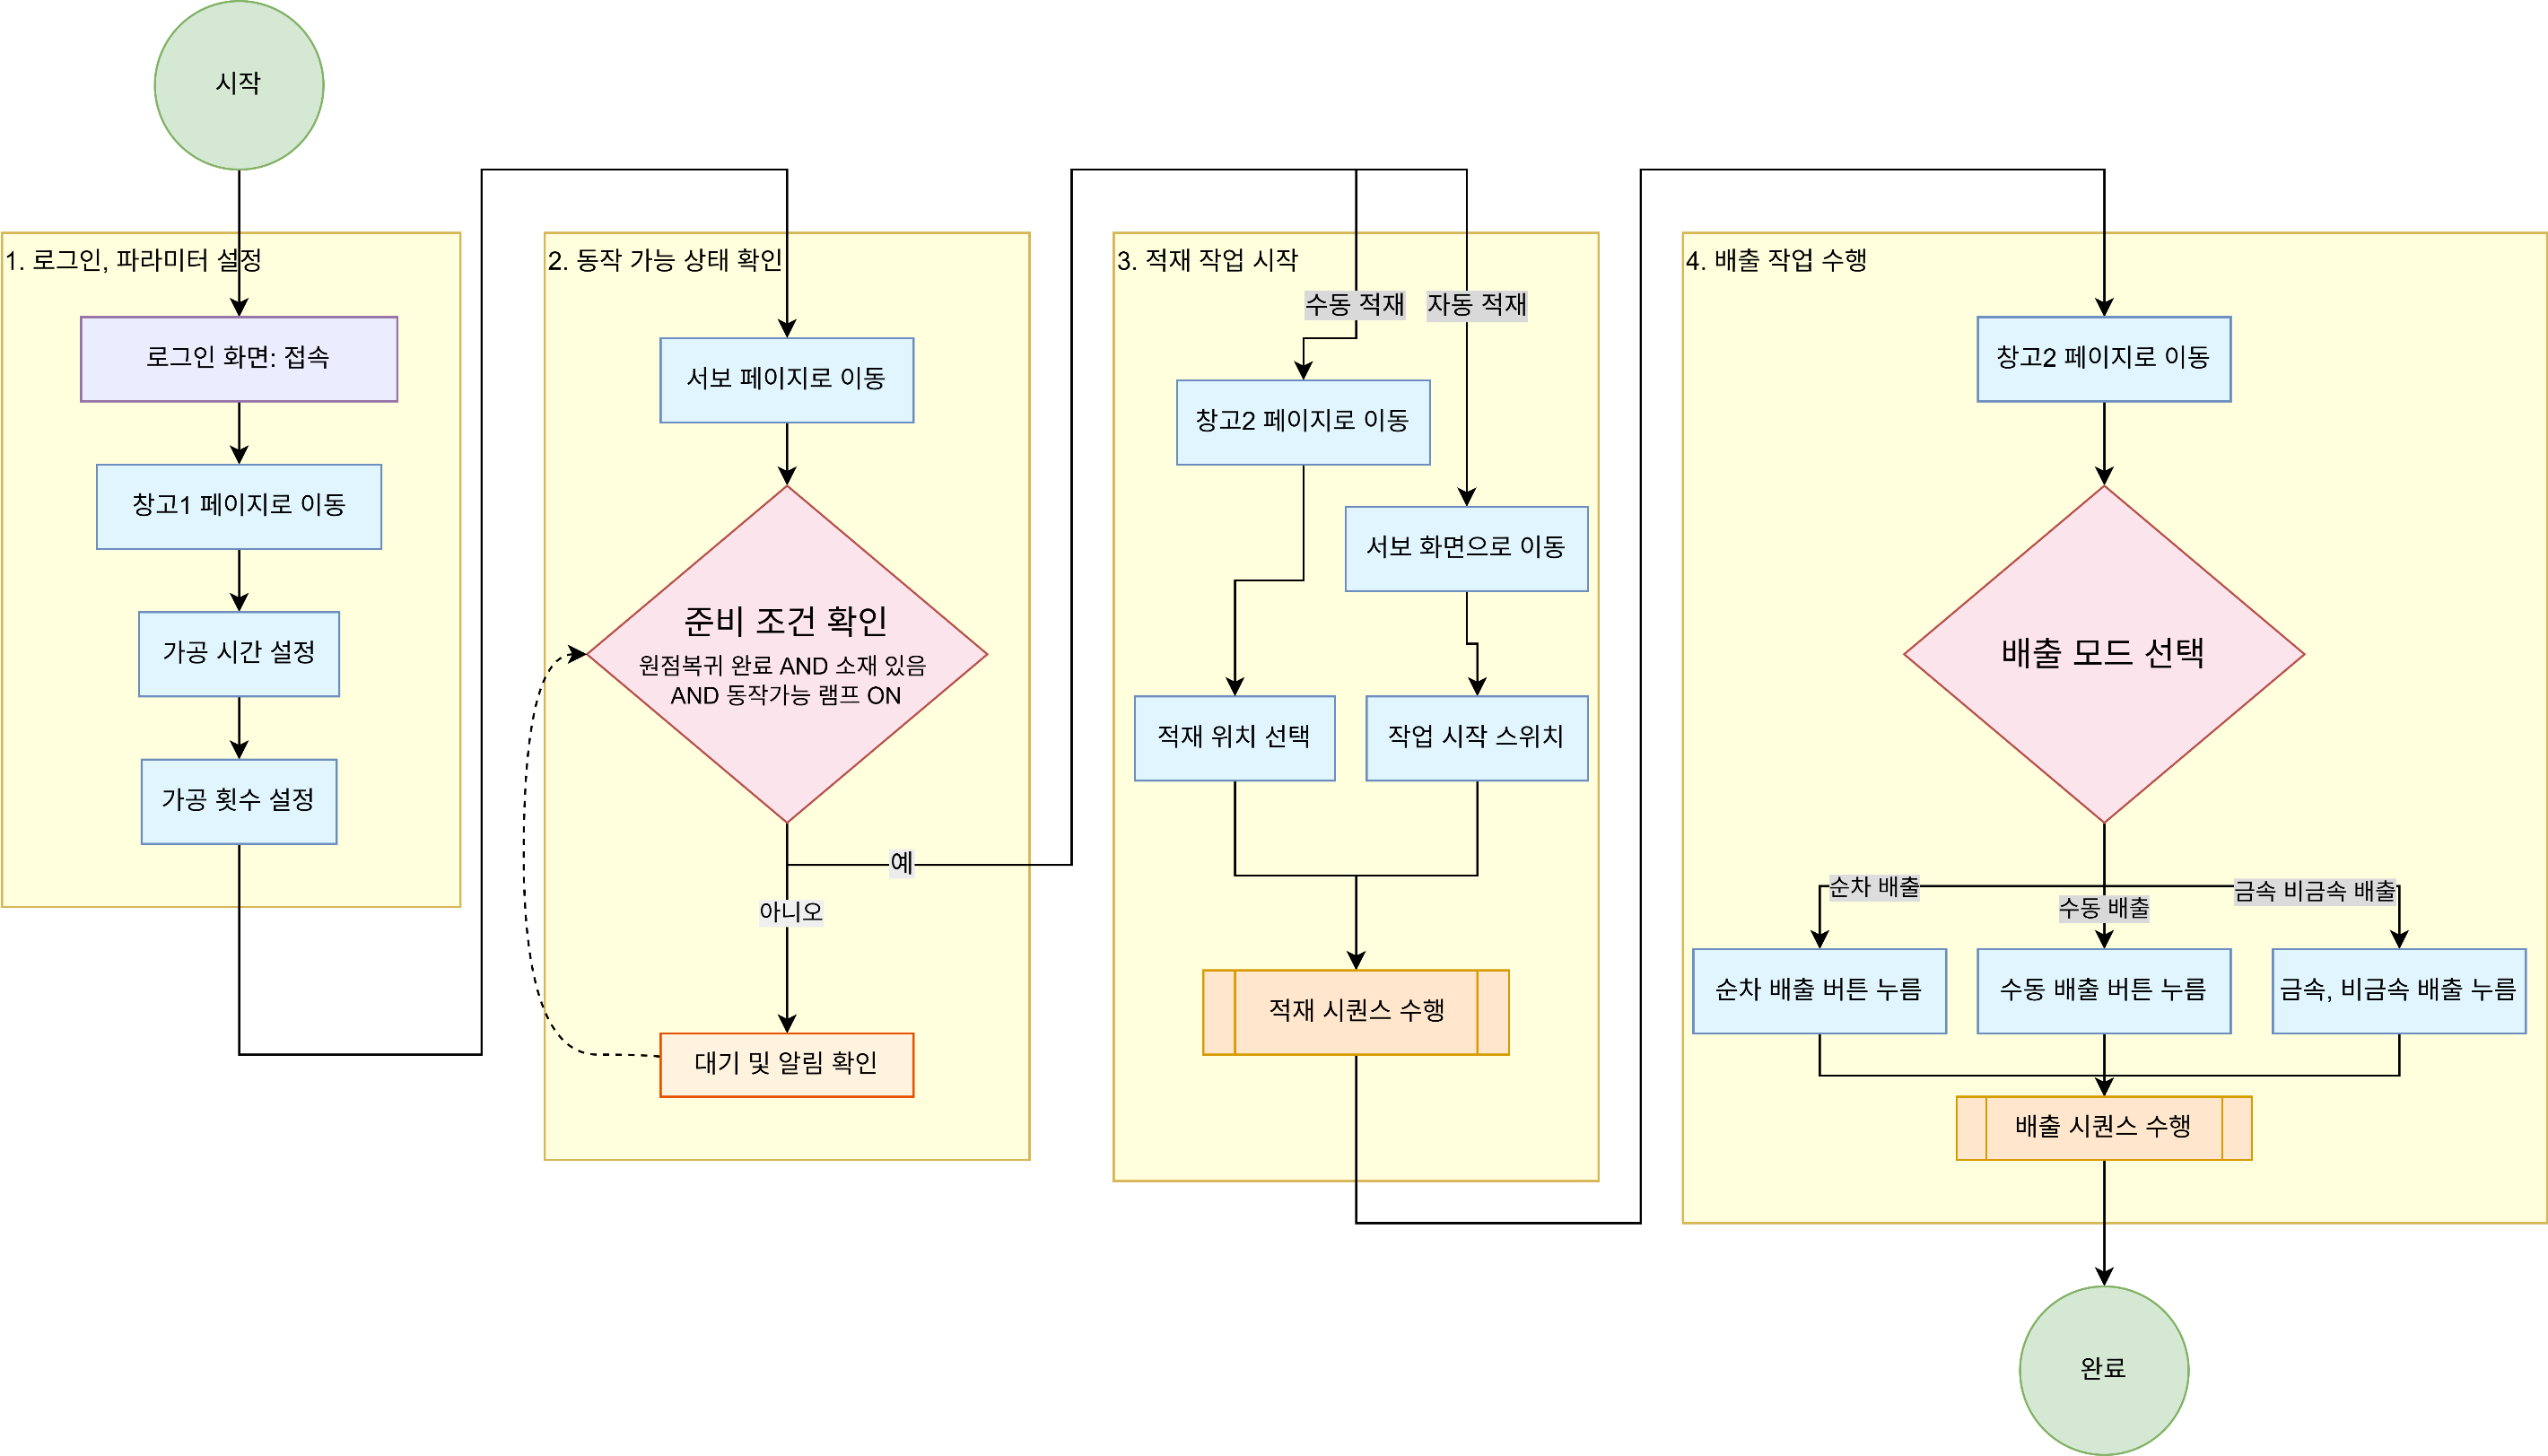 시작
1. 로그인, 파라미터 설정
로그인 화면: 접속
창고1 페이지로 이동
가공 시간 설정
가공 횟수 설정
2. 동작 가능 상태 확인
서보 페이지로 이동
준비 조건 확인
원점복귀 완료 AND 소재 있음
AND 동작가능 램프 ON
예
아니오
대기 및 알림 확인
3. 적재 작업 시작
수동 적재
자동 적재
창고2 페이지로 이동
서보 화면으로 이동
적재 위치 선택
작업 시작 스위치
적재 시퀀스 수행
4. 배출 작업 수행
창고2 페이지로 이동
배출 모드 선택
순차 배출
수동 배출
금속 비금속 배출
순차 배출 버튼 누름
수동 배출 버튼 누름
금속, 비금속 배출 누름
배출 시퀀스 수행
완료